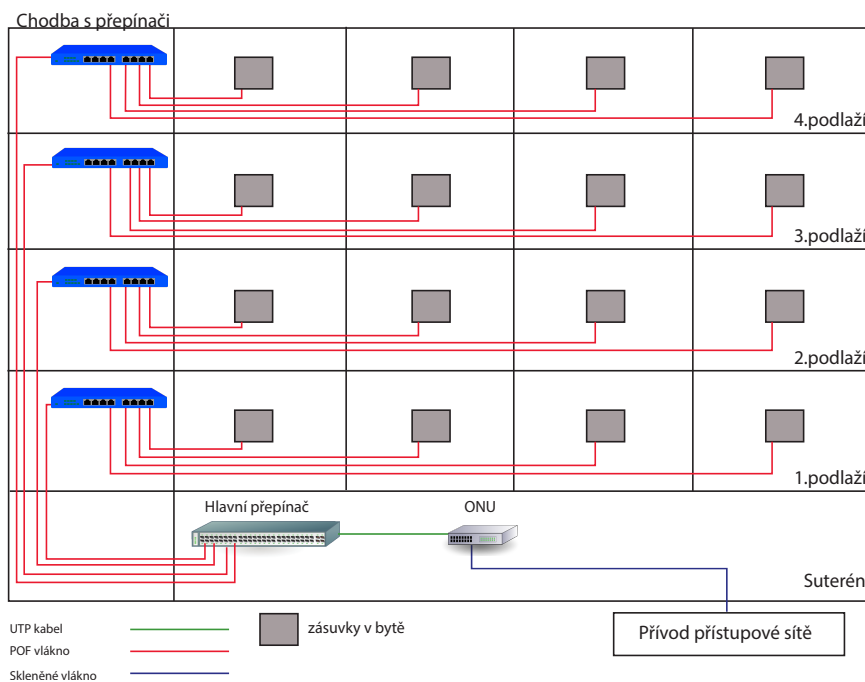 Chodba s přepínači
4.podlaží
3.podlaží
2.podlaží
1.podlaží
Hlavní přepínač
ONU
Suterén
UTP kabel
zásuvky v bytě
Přívod přístupové sítě
POF vlákno
Skleněné vlákno